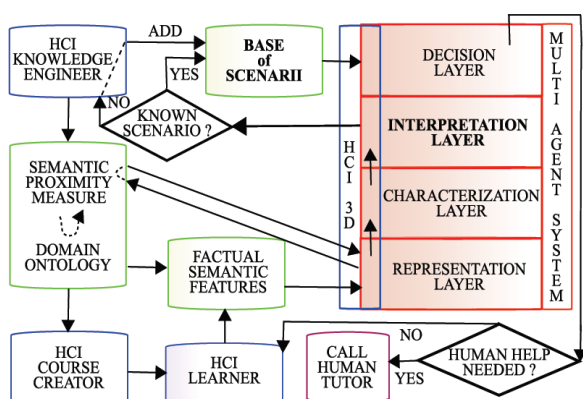 HCI
KNOWLEDGE
ENGINEER
ADD
YES
NO
BASE
of
SCENARII
KNOWN
SCENARIO ?
DECISION
LAYER
INTERPRETATION
LAYER
CHARACTERIZATION
LAYER
REPRESENTATION
LAYER
HCI 3D
MULTI AGENT SYSTEM
SEMANTIC
PROXIMITY
MEASURE
DOMAIN
ONTOLOGY
FACTUAL
SEMANTIC
FEATURES
HCI
COURSE
CREATOR
HCI
LEARNER
CALL
HUMAN
TUTOR
NO
YES
HUMAN HELP
NEEDED ?